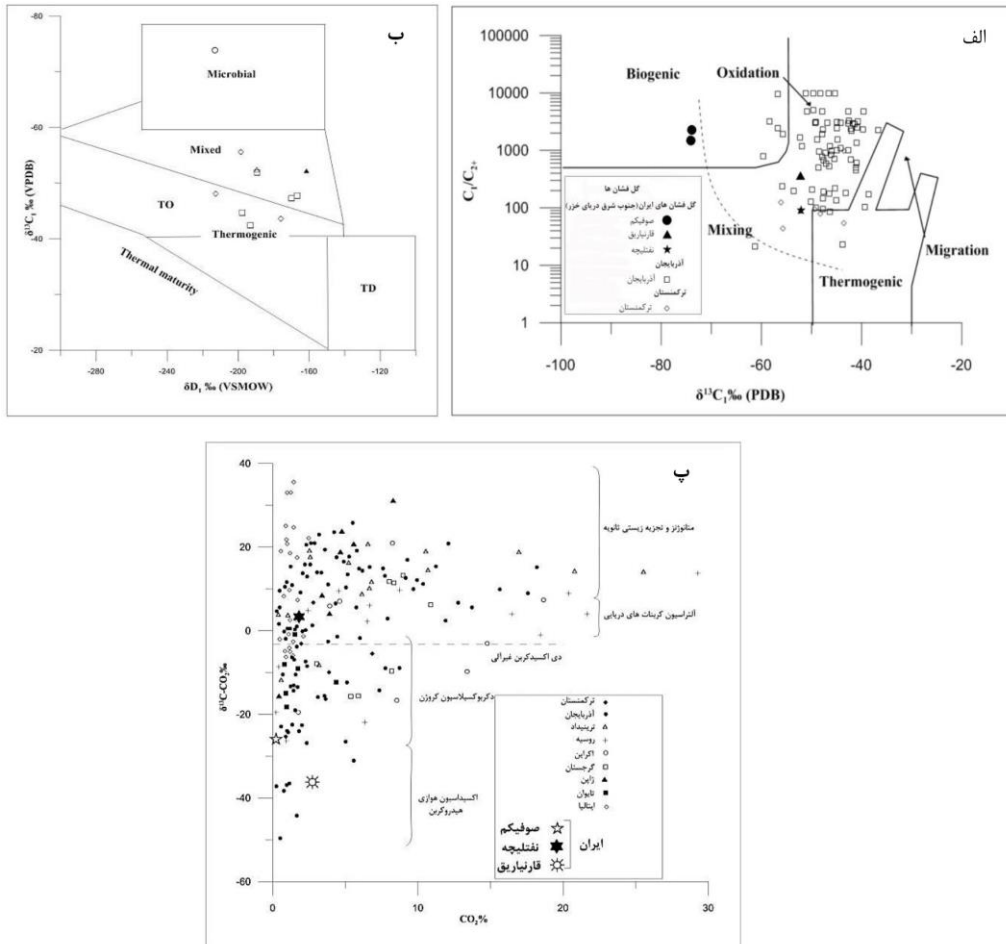 ب
-80
-60
-40
-20
Microbial
Mixed
TO
Thermogenic
Thermal maturity
TD
δ¹³C₁ ‰ (VPDB)
-280
-240
-200
-160
-120
δD₁ ‰ (VSMOW)
الف
100000
10000
1000
100
10
1
C₁/C₂₊
Biogenic
Oxidation
Mixing
Thermogenic
Migration
گل فشان ها
گل فشان های ایران(جنوب شرق دریای خزر)
صوفیکم
قارنیاریق
نفتلیچه
آذربایجان
آذربایجان
ترکمنستان
ترکمنستان
-100
-80
-60
-40
-20
δ¹³C₁‰ (PDB)
پ
40
20
0
-20
-40
-60
δ¹³C-CO₂‰
متانوژنز و تجزیه زیستی ثانویه
آلتراسیون کربنات های دریایی
دی اکسیدکربن غیرآلی
دکربوکسیلاسیون کروژن
اکسیداسیون هوازی
هیدروکربن
ترکمنستان
آذربایجان
ترینیداد
روسیه
اکراین
گرجستان
ژاپن
تایوان
ایتالیا
صوفیکم
نفتلیچه
قارنیاریق
ایران
0
10
20
30
CO₂%